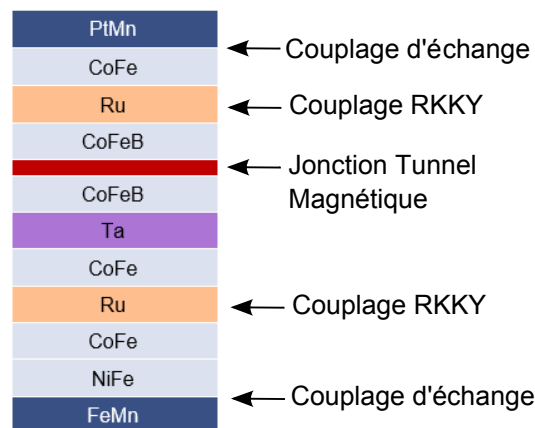 PtMn
Couplage d'échange
CoFe
Ru
Couplage RKKY
CoFeB
Jonction Tunnel
Magnétique
CoFeB
Ta
CoFe
Ru
Couplage RKKY
CoFe
NiFe
Couplage d'échange
FeMn